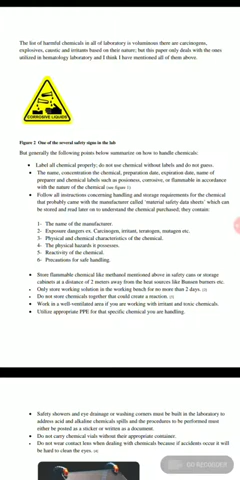 The list of harmful chemicals in all of laboratory is voluminous there are carcinogens,
explosives, caustic and irritants based on their nature; but this paper only deals with the ones
utilized in hematology laboratory and I think I have mentioned all of them above.
CORROSIVE LIQUIDS
Figure 2 One of the several safety signs in the lab
But generally the following points below summarize on how to handle chemicals:
• Label all chemical properly; do not use chemical without labels and do not guess.
• The name, concentration the chemical, preparation date, expiration date, name of
preparer and chemical labels such as poisioness, corrosive, or flammable in accordance
with the nature of the chemical (see figure 1)
• Follow all instructions concerning handling and storage requirements for the chemical
that probably came with the manufacturer called 'material safety data sheets' which can
be stored and read later on to understand the chemical purchased; they contain:
1- The name of the manufacturer.
2- Exposure dangers ex. Carcinogen, irritant, teratogen, mutagen etc.
3- Physical and chemical characteristics of the chemical.
4- The physical hazards it possesses.
5- Reactivity of the chemical.
6- Precautions for safe handling.
• Store flammable chemical like methanol mentioned above in safety cans or storage
cabinets at a distance of 2 meters away from the heat sources like Bunsen burners etc.
• Only store working solution in the working bench for no more than 2 days.
• Do not store chemicals together that could create a reaction.
• Work in a well-ventilated area if you are working with irritant and toxic chemicals.
• Utilize appropriate PPE for that specific chemical you are handling.
• Safety showers and eye drainage or washing corners must be built in the laboratory to
address acid and alkaline chemicals spills and the procedures to be performed must
either be posted as a sticker or written as a document.
• Do not carry chemical vials without their appropriate container.
• Do not wear contact lens when dealing with chemicals because if accidents occur it will
be hard to clean the eyes.